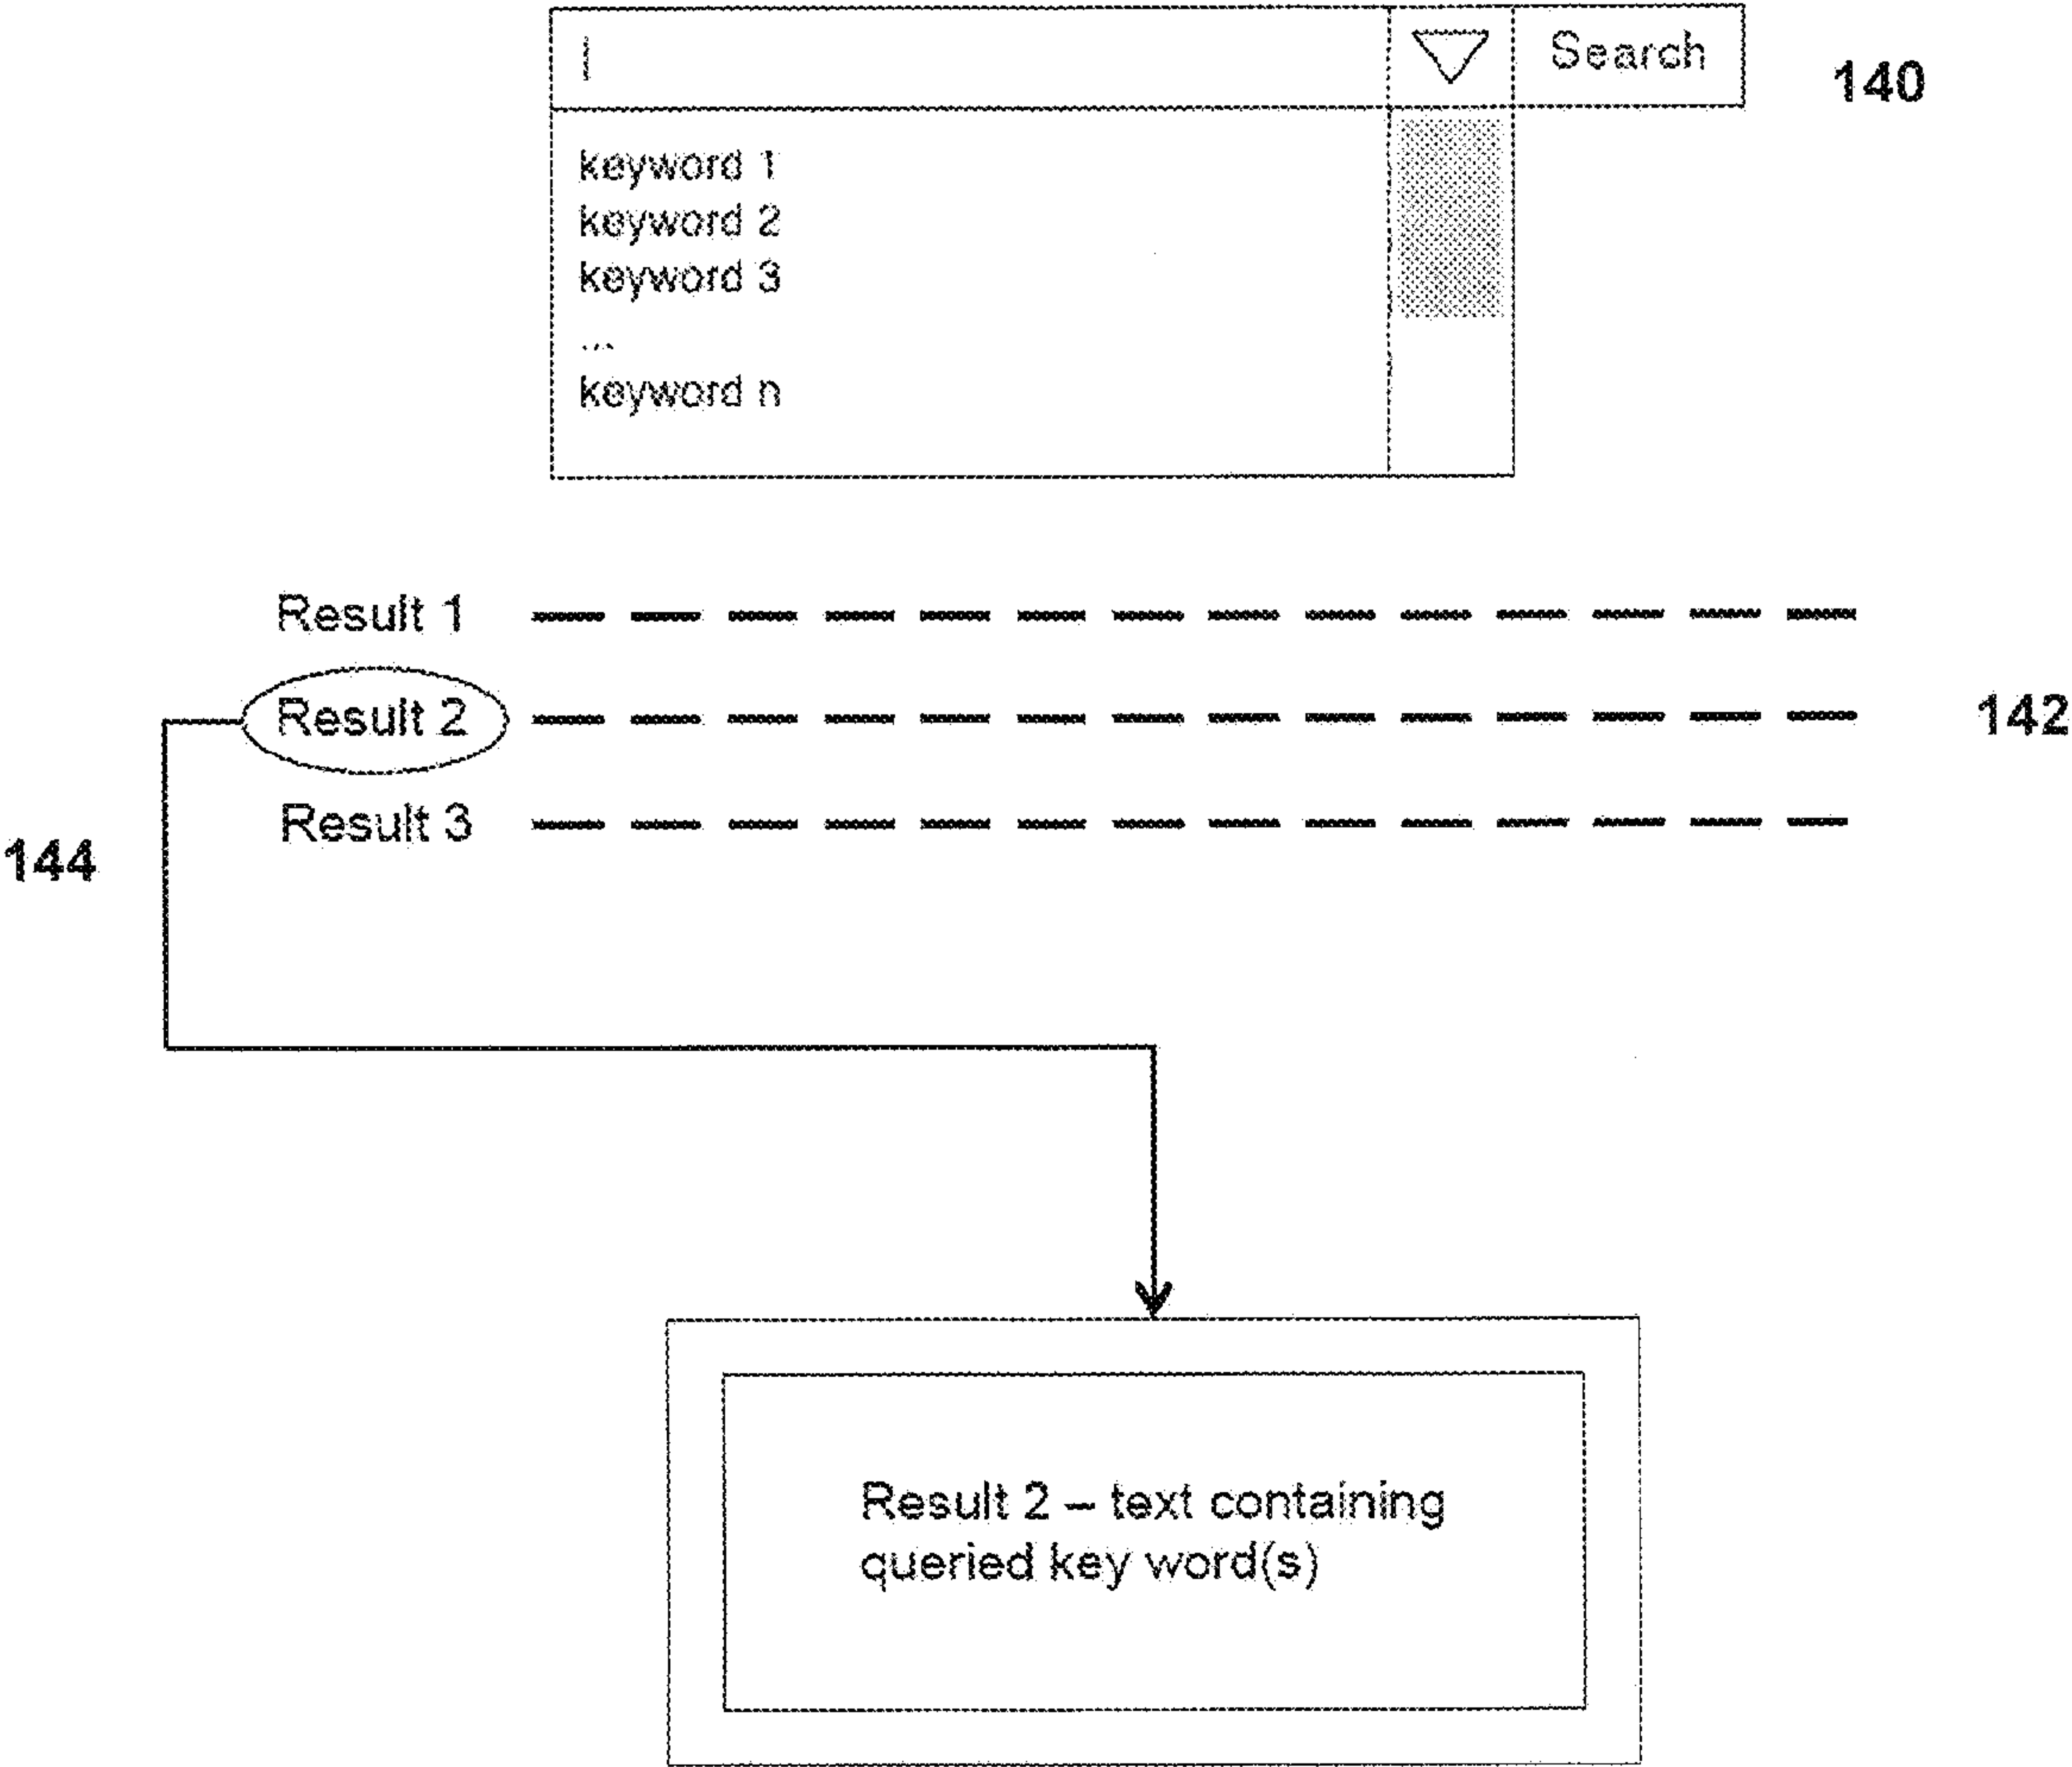 Search
140
keyword 1
keyword 2
keyword 3
...
keyword n
Result 1
Result 2
142
Result 3
144
Result 2 – text containing
queried key word(s)